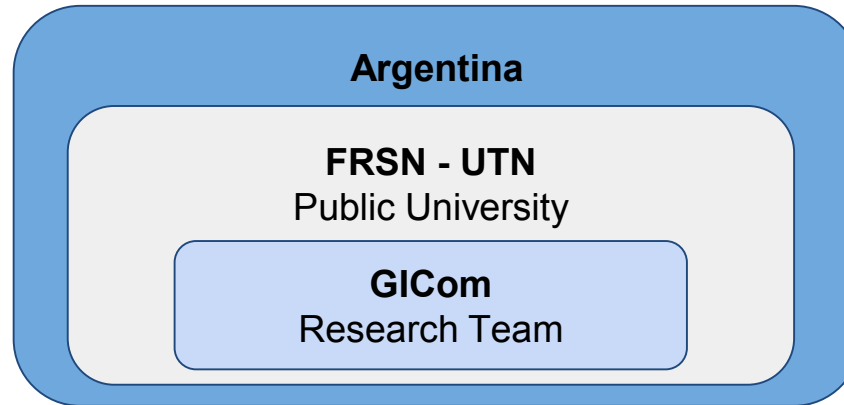 Argentina
FRSN - UTN
Public University
GICom
Research Team